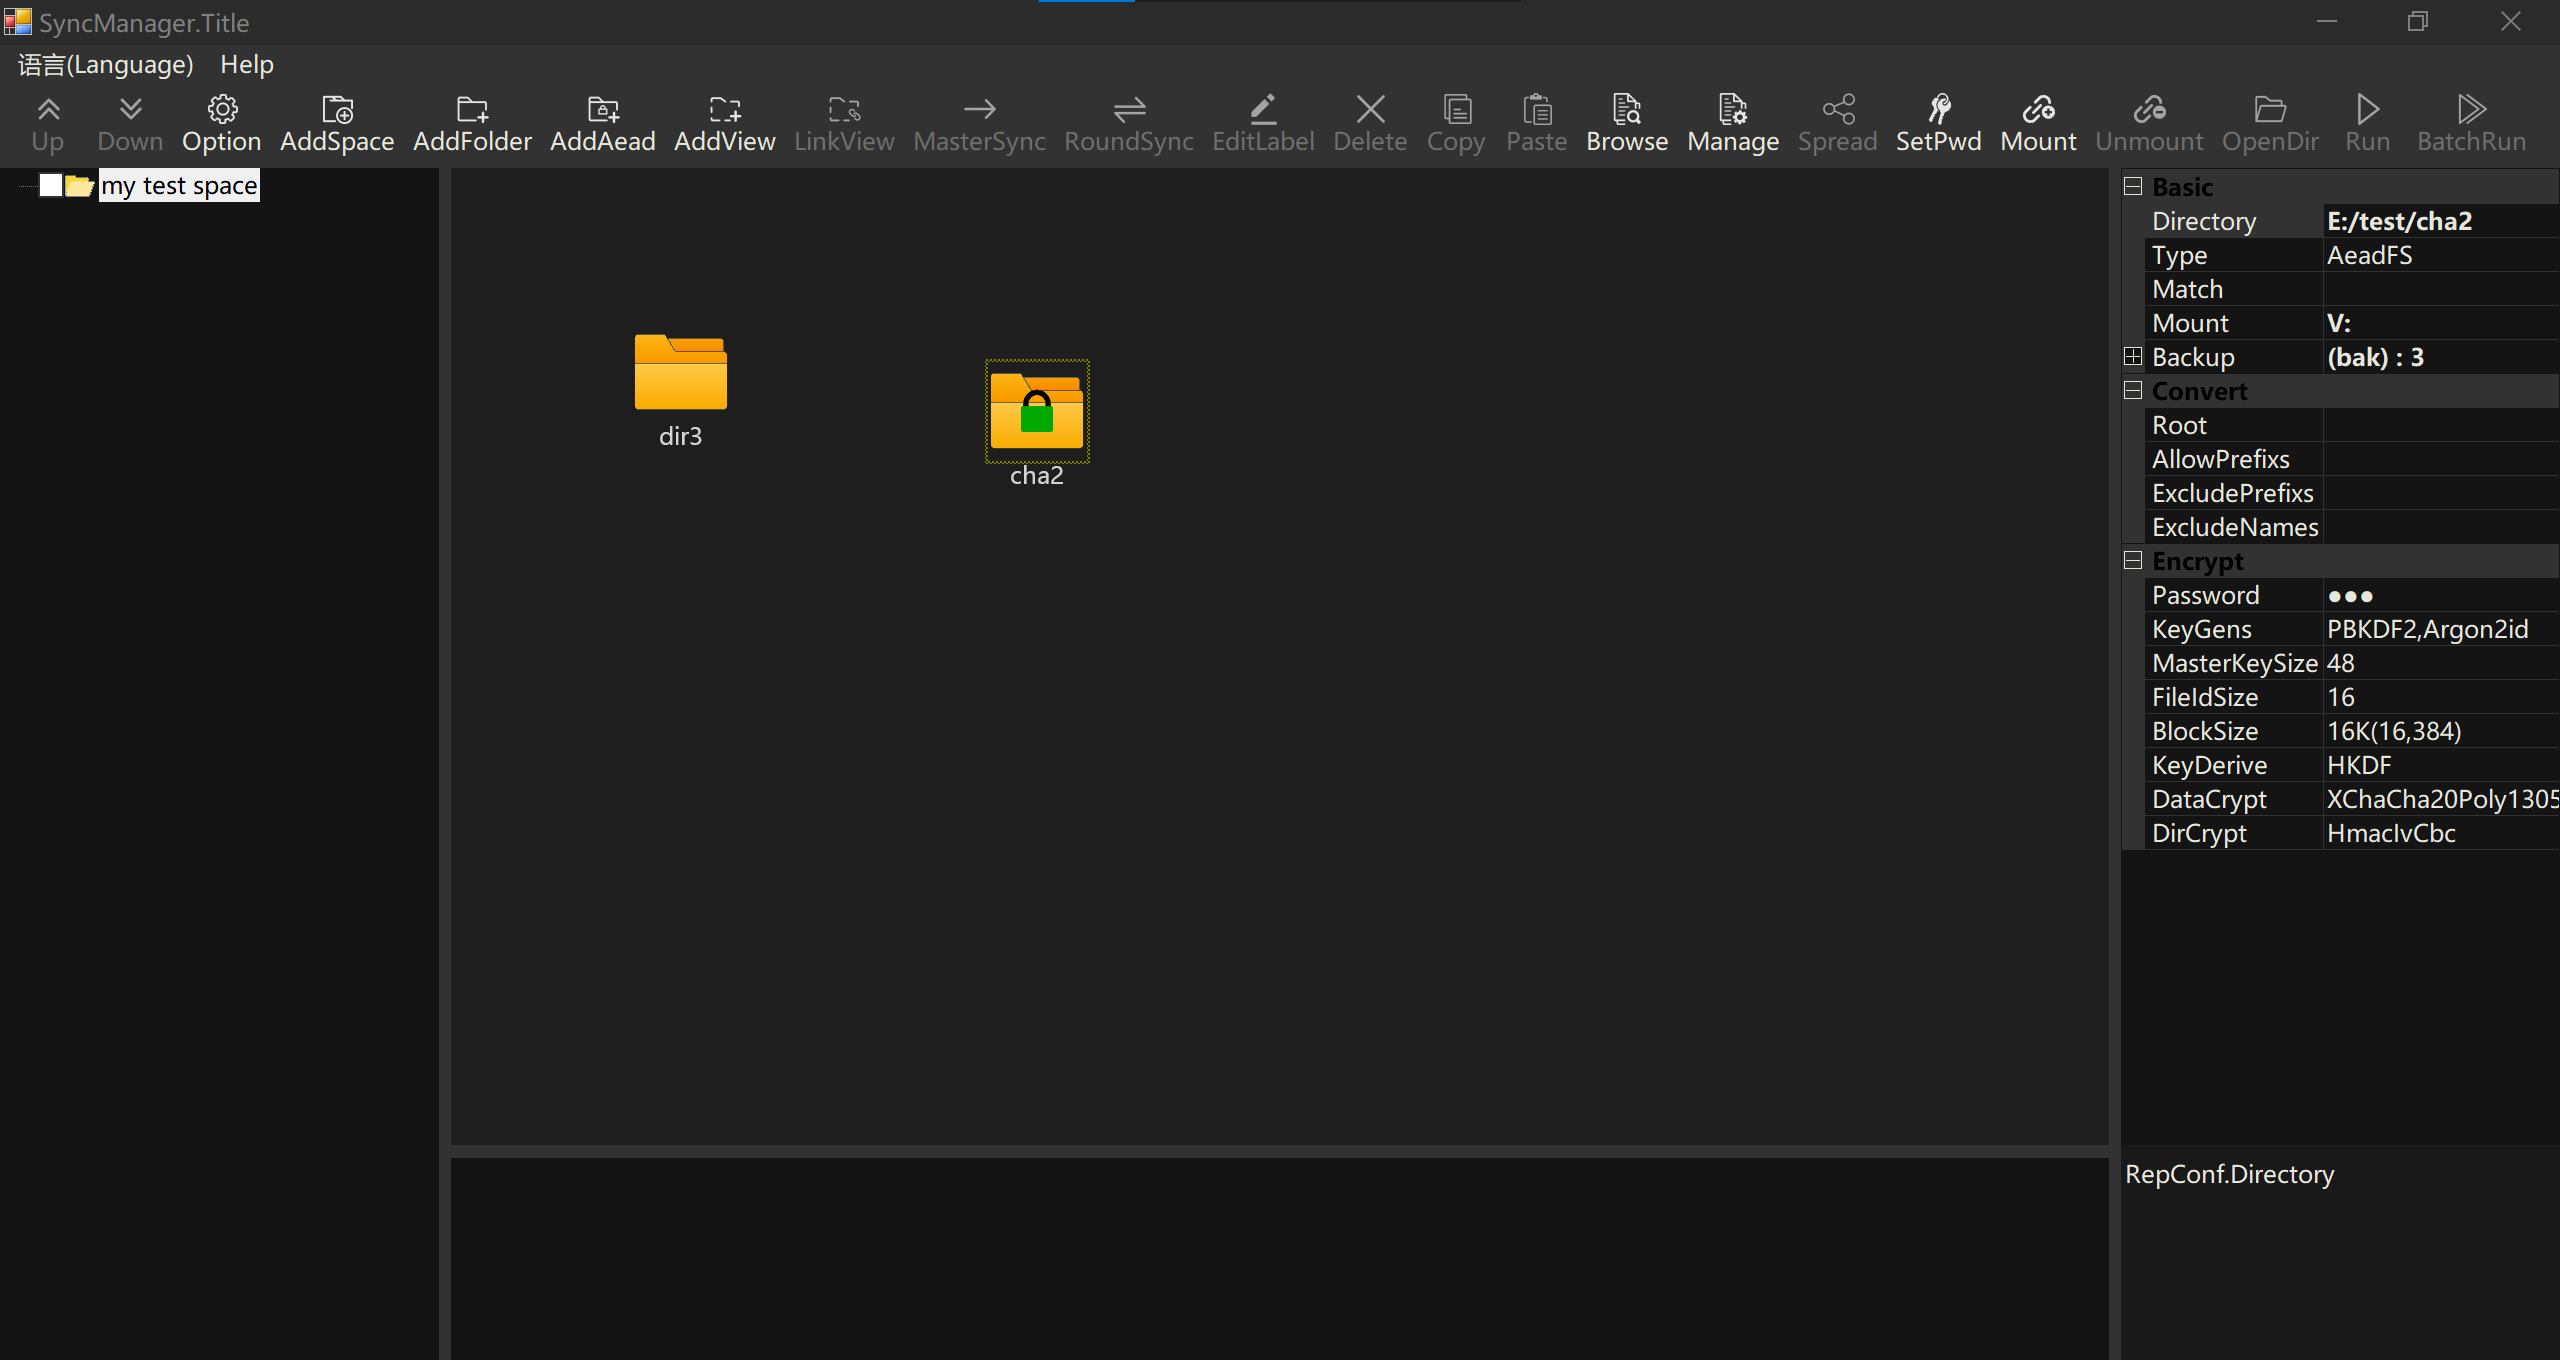 SyncManager.Title
语言(Language) Help
Up Down Option AddSpace AddFolder AddAead AddView LinkView MasterSync RoundSync EditLabel Delete Copy Paste Browse Manage Spread SetPwd Mount Unmount OpenDir Run BatchRun
my test space
dir3
cha2
Basic
Directory E:/test/cha2
Type AeadFS
Match
Mount V:
Backup (bak) : 3
Convert
Root
AllowPrefixs
ExcludePrefixs
ExcludeNames
Encrypt
Password ●●●
KeyGens PBKDF2,Argon2id
MasterKeySize 48
FileIdSize 16
BlockSize 16K(16,384)
KeyDerive HKDF
DataCrypt XChaCha20Poly1305
DirCrypt HmacIvCbc
RepConf.Directory